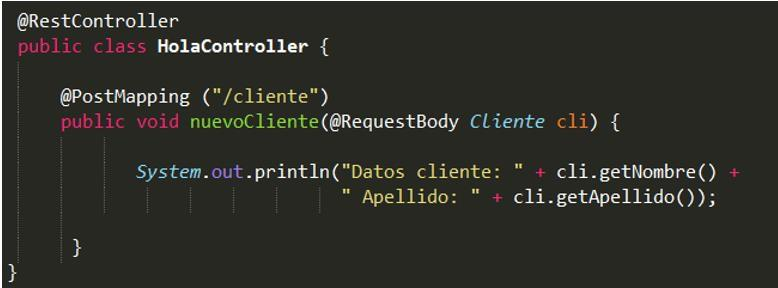 @RestController
public class HolaController {
@PostMapping ("/cliente")
public void nuevoCliente(@RequestBody Cliente cli) {
System.out.println("Datos cliente: " + cli.getNombre() +
" Apellido: " + cli.getApellido());
}
}